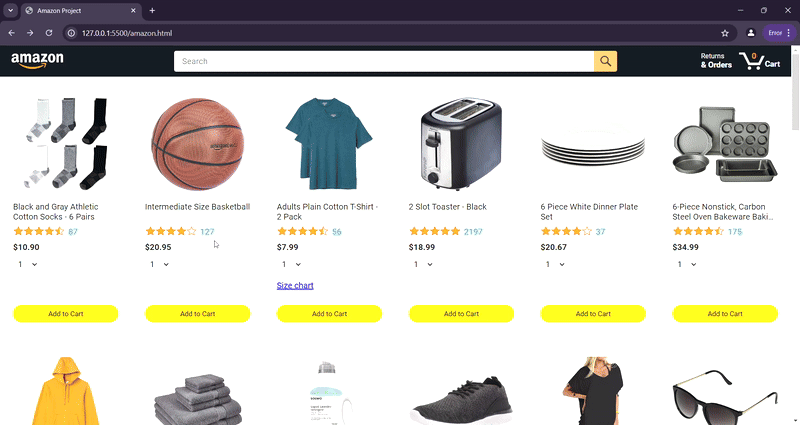 Amazon Project
127.0.0.1:5500/amazon.html
Error
amazon
Search
Returns
& Orders
0
Cart
Black and Gray Athletic
Cotton Socks - 6 Pairs
87
$10.90
1
Intermediate Size Basketball
127
$20.95
1
Adults Plain Cotton T-Shirt -
2 Pack
56
$7.99
1
Size chart
2 Slot Toaster - Black
2197
$18.99
1
6 Piece White Dinner Plate
Set
37
$20.67
1
6-Piece Nonstick, Carbon
Steel Oven Bakeware Baki...
175
$34.99
1
Add to Cart
Add to Cart
Add to Cart
Add to Cart
Add to Cart
Add to Cart